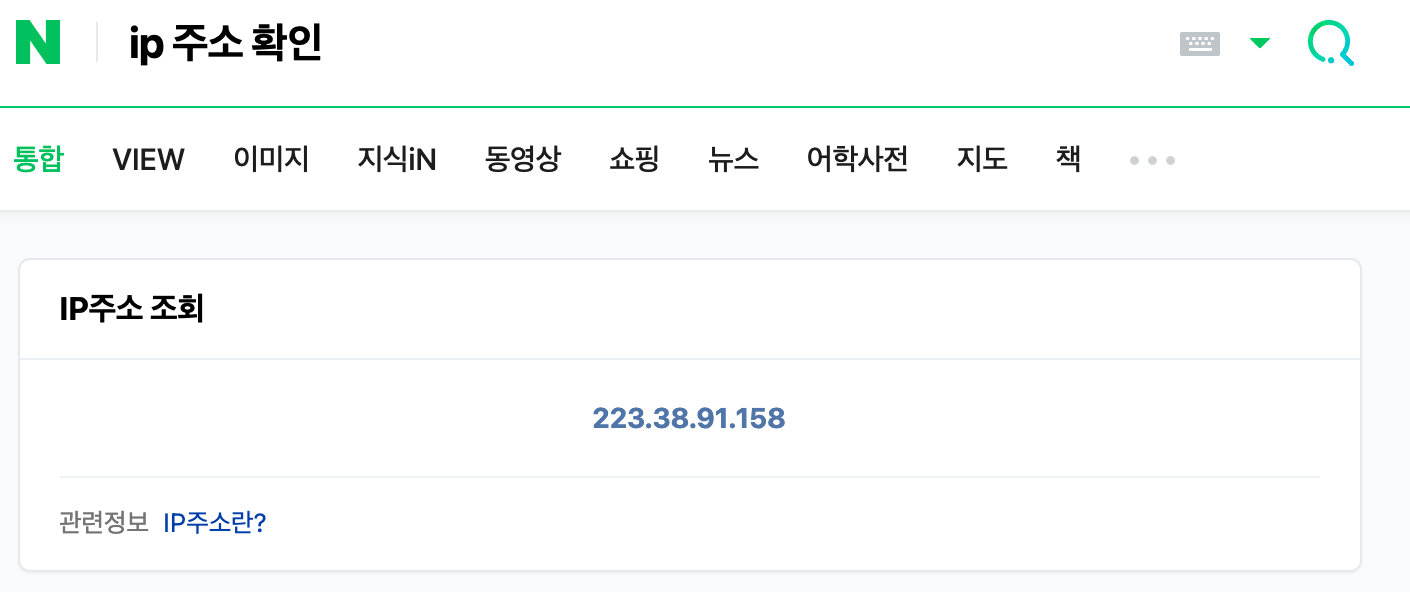 N ip 주소 확인
통합 VIEW 이미지 지식iN 동영상 쇼핑 뉴스 어학사전 지도 책
IP주소 조회
223.38.91.158
관련정보 IP주소란?